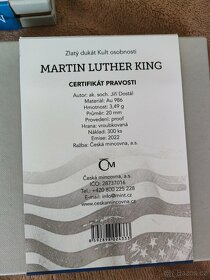 Zlatý dukát Kult osobnosti
MARTIN LUTHER KING
CERTIFIKÁT PRAVOSTI
Autor: ak. soch. Jiří Dostál
Materiál: Au 986
Hmotnost: 3,49 g
Průměr: 20 mm
Provedení: proof
Hrana: vroubkovaná
Náklad: 300 ks
Emise: 2022
Ražba: Česká mincovna, a.s.
ČM
Česká mincovna, a.s.
IČO: 28737016
Tel.: +420 800 225 228
E-mail: info@mint.cz
www.ceskamincovna.cz